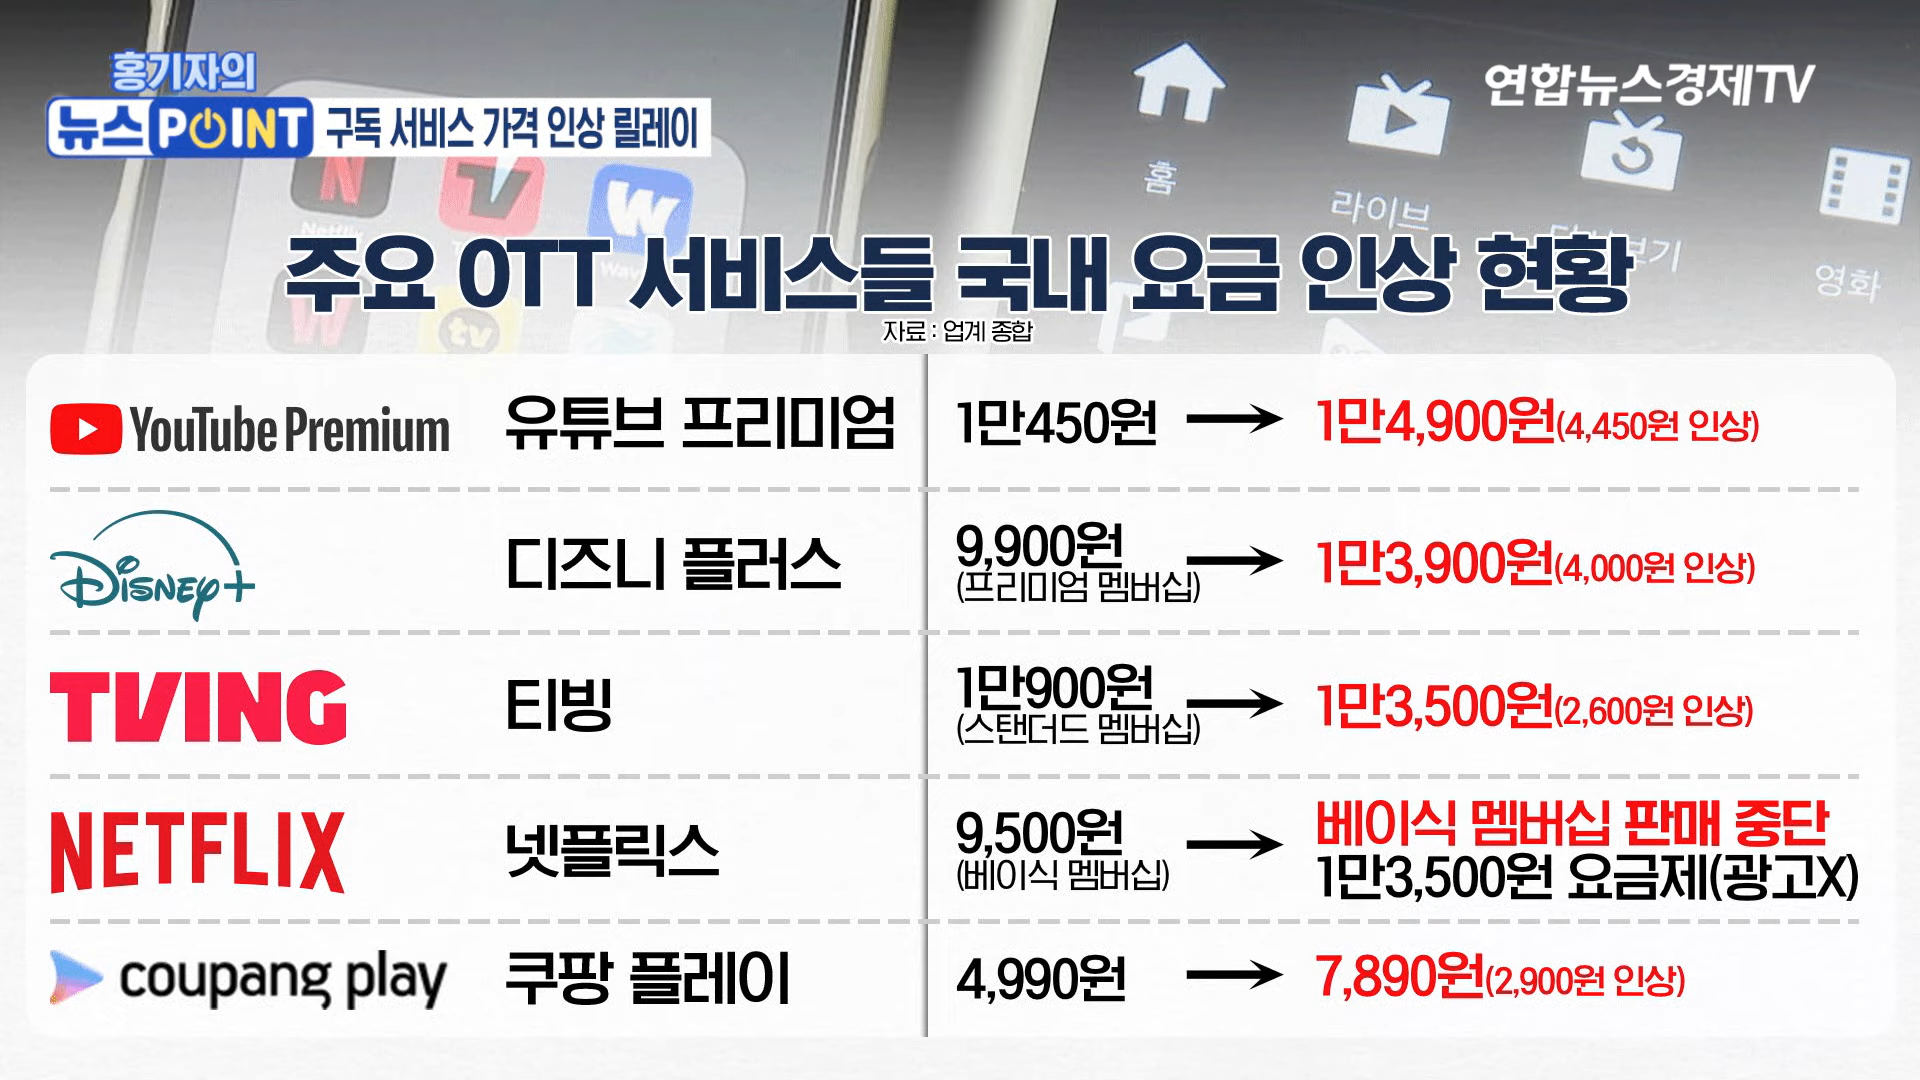 홍기자의
뉴스POINT 구독 서비스 가격 인상 릴레이
연합뉴스경제TV
홈
라이브
영화
Netflix
tv
주요 OTT 서비스들 국내 요금 인상 현황
자료 : 업계 종합
YouTube Premium 유튜브 프리미엄 1만450원 → 1만4,900원(4,450원 인상)
Disney+ 디즈니 플러스 9,900원 → 1만3,900원(4,000원 인상)
(프리미엄 멤버십)
TVING 티빙 1만900원 → 1만3,500원(2,600원 인상)
(스탠더드 멤버십)
NETFLIX 넷플릭스 9,500원 → 베이식 멤버십 판매 중단
(베이식 멤버십) 1만3,500원 요금제(광고X)
coupang play 쿠팡 플레이 4,990원 → 7,890원(2,900원 인상)